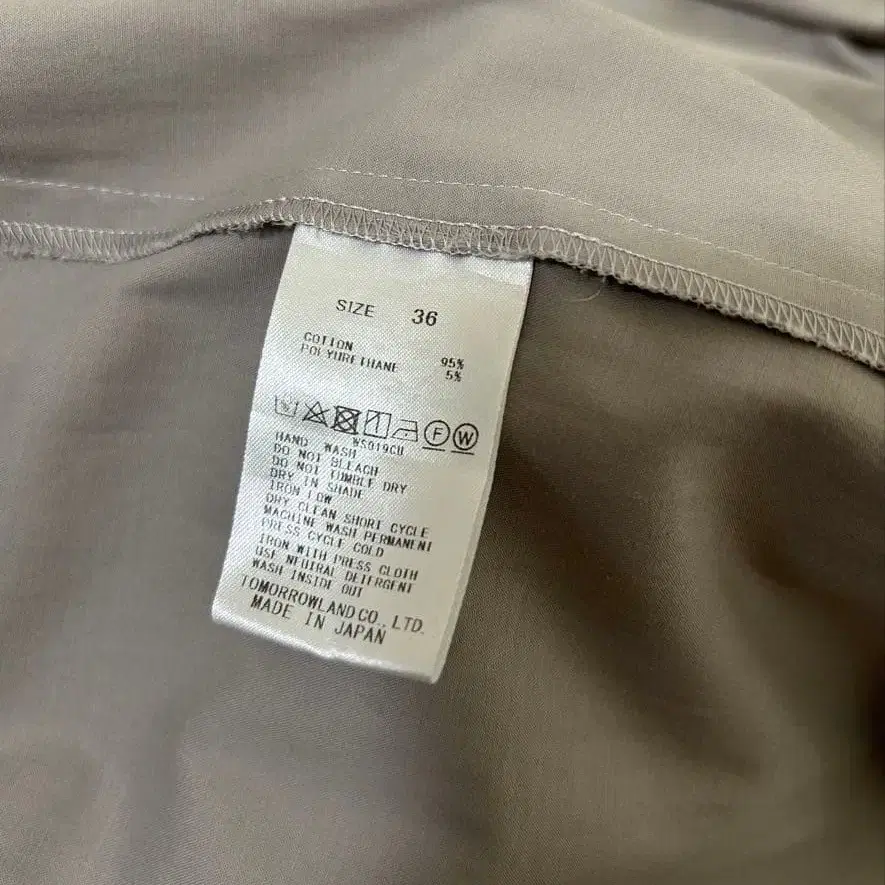 SIZE 36
COTTON 95%
POLYURETHANE 5%
F W
WS019CU
HAND WASH
DO NOT BLEACH
DO NOT TUMBLE DRY
DRY IN SHADE
IRON LOW
DRY CLEAN SHORT CYCLE
MACHINE WASH PERMANENT
PRESS CYCLE COLD
IRON WITH PRESS CLOTH
USE NEUTRAL DETERGENT
WASH INSIDE OUT
TOMORROWLAND CO., LTD.
MADE IN JAPAN